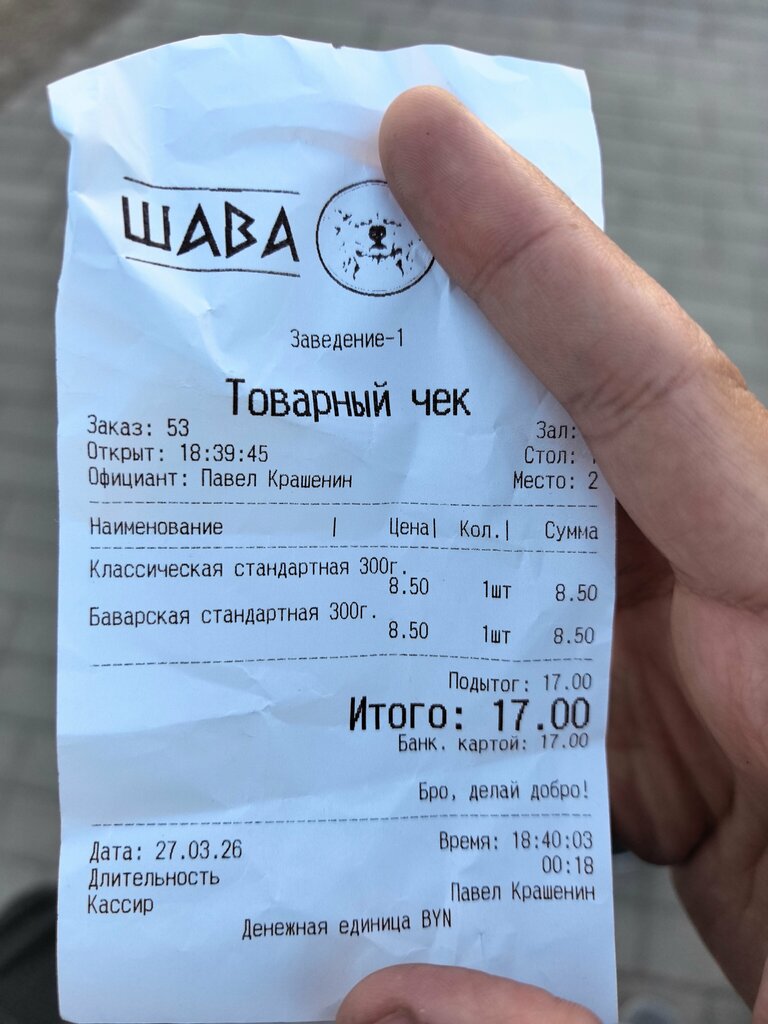 ШАВА
Заведение-1
Товарный чек
Заказ: 53 Зал:
Открыт: 18:39:45 Стол:
Официант: Павел Крашенин Место: 2
Наименование | Цена| Кол.| Сумма
Классическая стандартная 300г.
8.50 1шт 8.50
Баварская стандартная 300г.
8.50 1шт 8.50
Подытог: 17.00
Итого: 17.00
Банк. картой: 17.00
Бро, делай добро!
Дата: 27.03.26 Время: 18:40:03
Длительность 00:18
Кассир Павел Крашенин
Денежная единица BYN